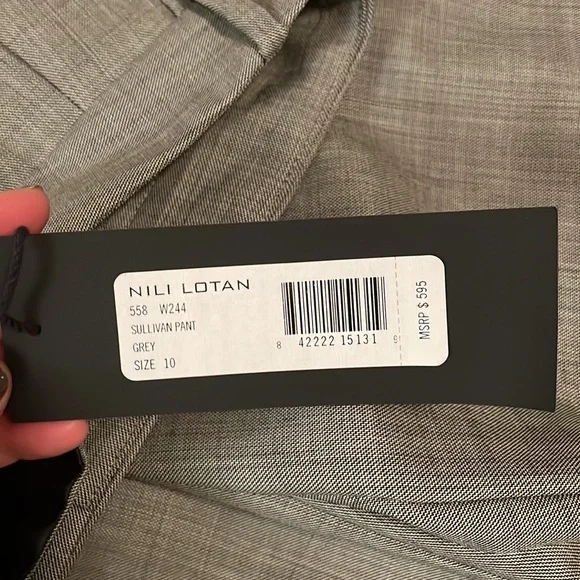 NILI LOTAN
558 W244
SULLIVAN PANT
GREY
SIZE 10
8 42222 15131 9
MSRP $ 595